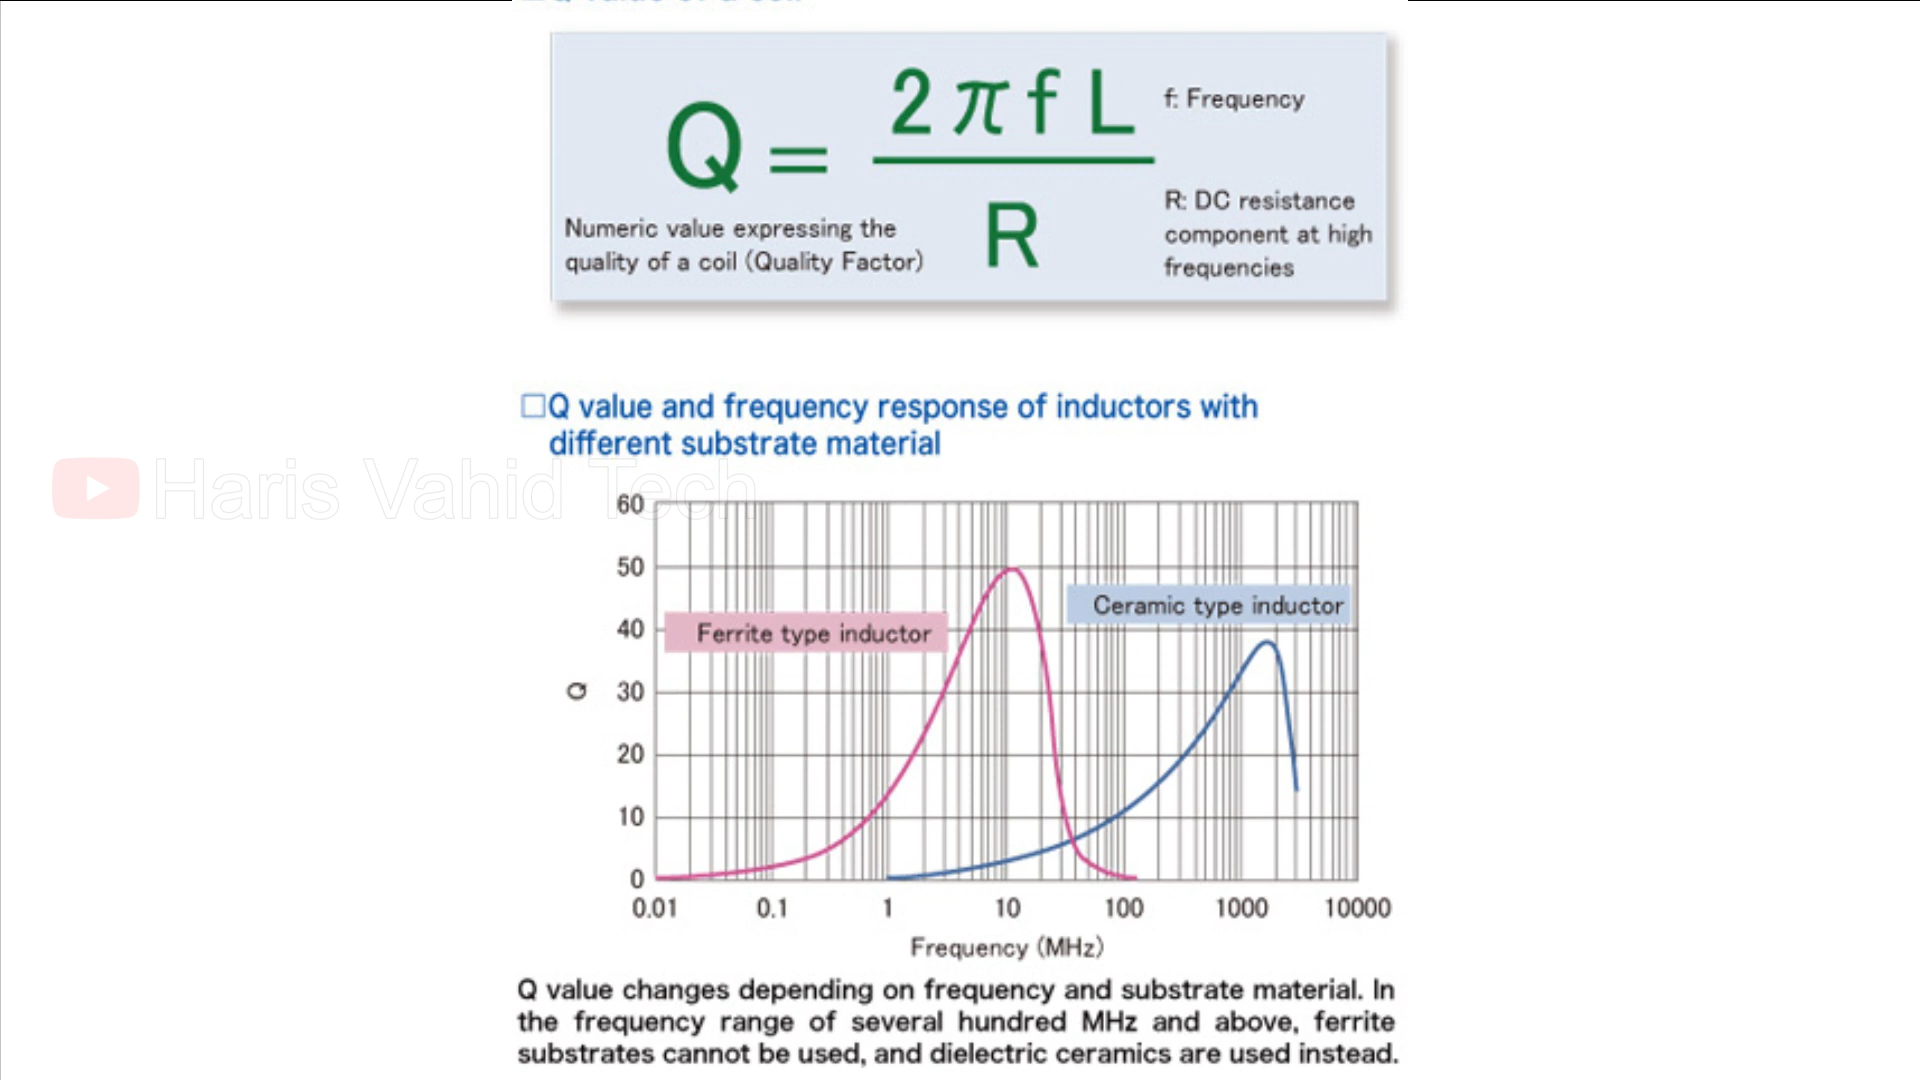 Q = 2πfL
R
f: Frequency
R: DC resistance
component at high
frequencies
Numeric value expressing the
quality of a coil (Quality Factor)
□Q value and frequency response of inductors with
different substrate material
Haris Vahid Tech
60
50
40
30
20
10
0
Q
Ferrite type inductor
Ceramic type inductor
0.01 0.1 1 10 100 1000 10000
Frequency (MHz)
Q value changes depending on frequency and substrate material. In
the frequency range of several hundred MHz and above, ferrite
substrates cannot be used, and dielectric ceramics are used instead.